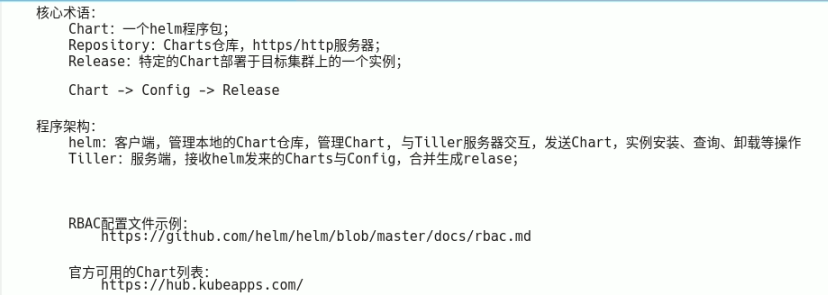 核心术语:
Chart: 一个helm程序包;
Repository: Charts仓库, https/http服务器;
Release: 特定的Chart部署于目标集群上的一个实例;
Chart -> Config -> Release
程序架构:
helm: 客户端, 管理本地的Chart仓库, 管理Chart, 与Tiller服务器交互, 发送Chart, 实例安装、查询、卸载等操作
Tiller: 服务端, 接收helm发来的Charts与Config, 合并生成relase;
RBAC配置文件示例:
https://github.com/helm/helm/blob/master/docs/rbac.md
官方可用的Chart列表:
https://hub.kubeapps.com/